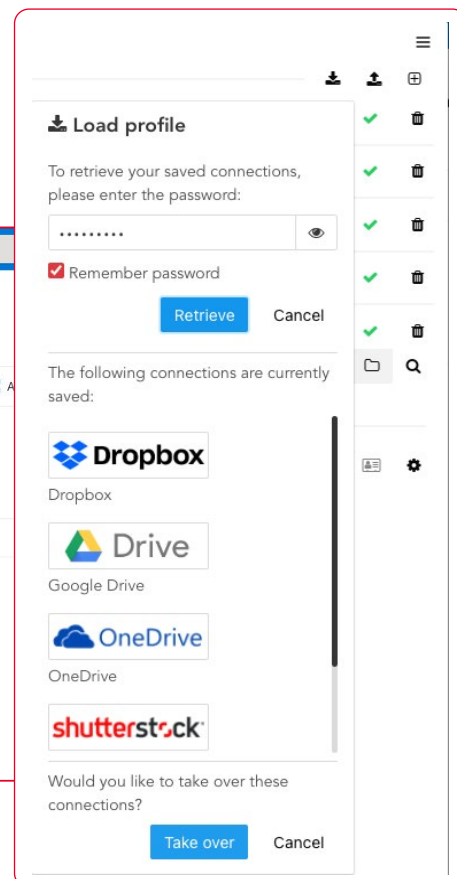 Load profile
To retrieve your saved connections,
please enter the password:
.........
Remember password
Retrieve Cancel
The following connections are currently
saved:
A
Dropbox
Dropbox
Drive
Google Drive
OneDrive
OneDrive
shutterstock
Would you like to take over these
connections?
Take over Cancel